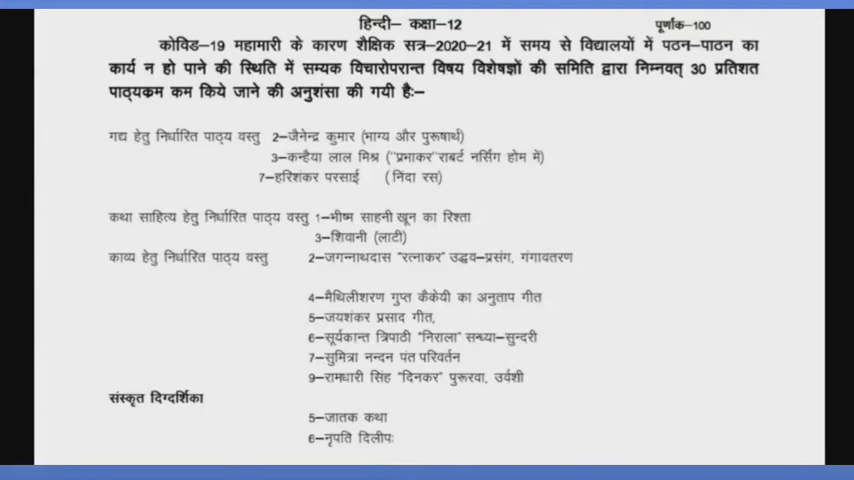 हिन्दी– कक्षा–12 पूर्णांक–100
कोविड–19 महामारी के कारण शैक्षिक सत्र–2020–21 में समय से विद्यालयों में पठन–पाठन का
कार्य न हो पाने की स्थिति में सम्यक विचारोपरान्त विषय विशेषज्ञों की समिति द्वारा निम्नवत् 30 प्रतिशत
पाठ्यक्रम कम किये जाने की अनुशंसा की गयी हैः–
गद्य हेतु निर्धारित पाठ्य वस्तु 2–जैनेन्द्र कुमार (भाग्य और पुरूषार्थ)
3–कन्हैया लाल मिश्र ("प्रभाकर"राबर्ट नर्सिग होम में)
7–हरिशंकर परसाई (निंदा रस)
कथा साहित्य हेतु निर्धारित पाठ्य वस्तु 1–भीष्म साहनी खून का रिश्ता
3–शिवानी (लाटी)
काव्य हेतु निर्धारित पाठ्य वस्तु 2–जगन्नाथदास "रत्नाकर" उद्धव–प्रसंग, गंगावतरण
4–मैथिलीशरण गुप्त कैकेयी का अनुताप गीत
5–जयशंकर प्रसाद गीत,
6–सूर्यकान्त त्रिपाठी "निराला" सन्ध्या–सुन्दरी
7–सुमित्रा नन्दन पंत परिवर्तन
9–रामधारी सिंह "दिनकर" पुरूरवा, उर्वशी
संस्कृत दिग्दर्शिका
5–जातक कथा
6–नृपति दिलीपः